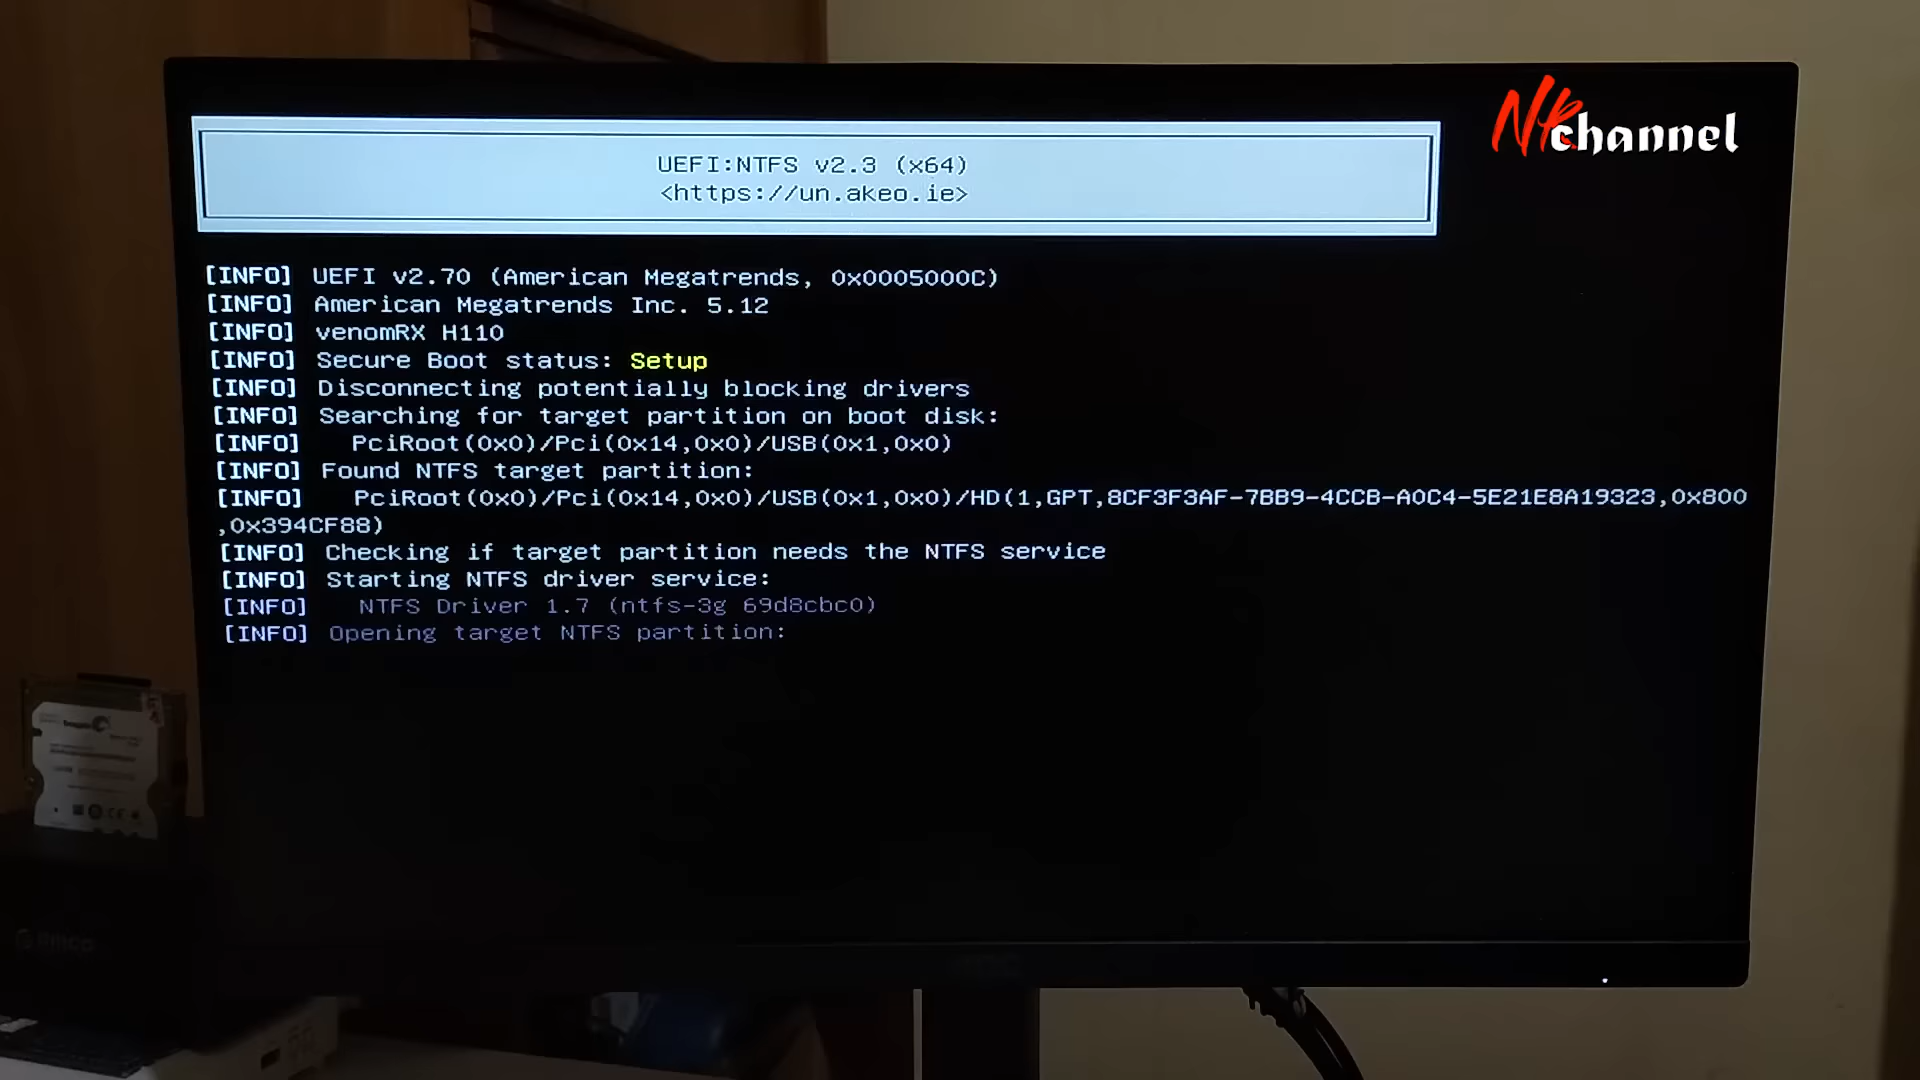 NK channel
UEFI:NTFS v2.3 (x64)
<https://un.akeo.ie>
[INFO] UEFI v2.70 (American Megatrends, 0x0005000C)
[INFO] American Megatrends Inc. 5.12
[INFO] venomRX H110
[INFO] Secure Boot status: Setup
[INFO] Disconnecting potentially blocking drivers
[INFO] Searching for target partition on boot disk:
[INFO] PciRoot(0x0)/Pci(0x14,0x0)/USB(0x1,0x0)
[INFO] Found NTFS target partition:
[INFO] PciRoot(0x0)/Pci(0x14,0x0)/USB(0x1,0x0)/HD(1,GPT,8CF3F3AF-7BB9-4CCB-A0C4-5E21E8A19323,0x800
,0x394CF88)
[INFO] Checking if target partition needs the NTFS service
[INFO] Starting NTFS driver service:
[INFO] NTFS Driver 1.7 (ntfs-3g 69d8cbc0)
[INFO] Opening target NTFS partition: